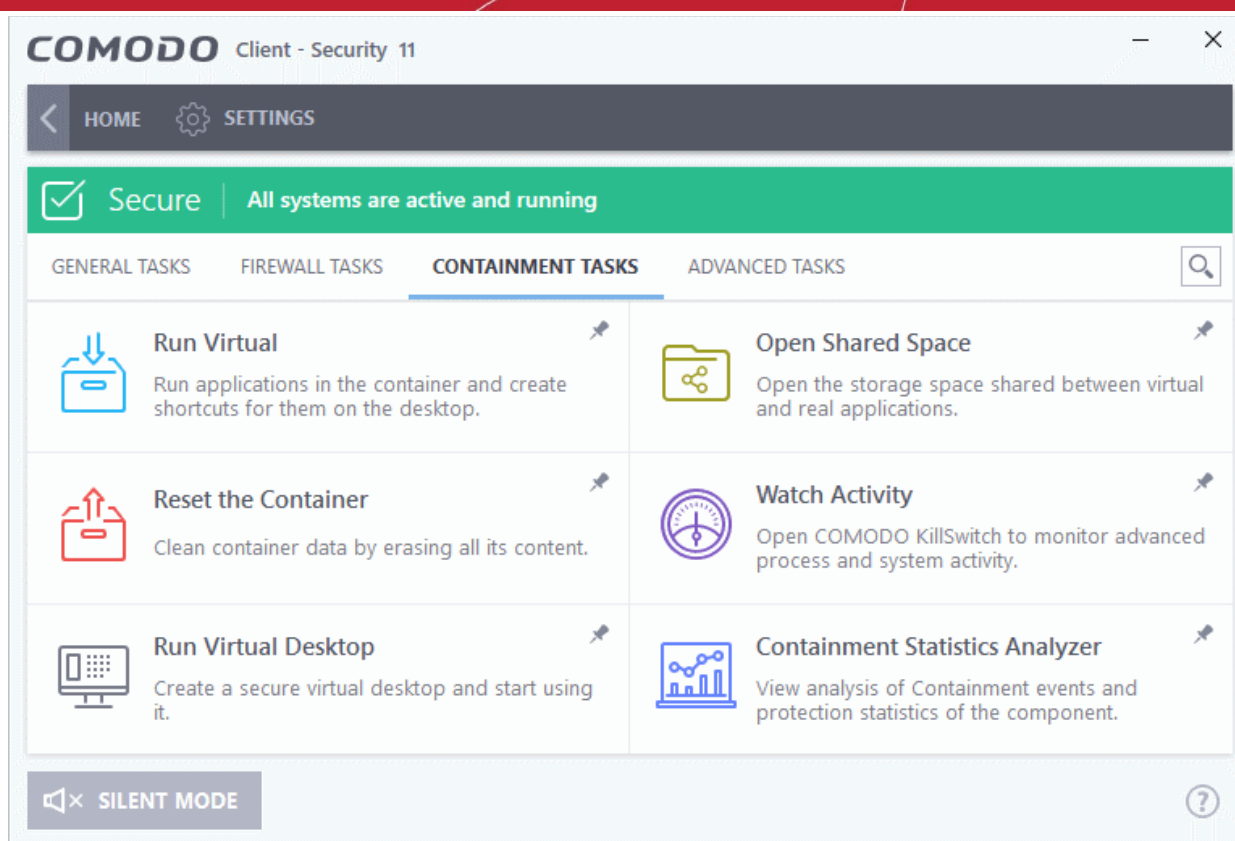 COMODO Client - Security 11
HOME SETTINGS
Secure All systems are active and running
GENERAL TASKS FIREWALL TASKS CONTAINMENT TASKS ADVANCED TASKS
Run Virtual
Run applications in the container and create
shortcuts for them on the desktop.
Open Shared Space
Open the storage space shared between virtual
and real applications.
Reset the Container
Clean container data by erasing all its content.
Watch Activity
Open COMODO KillSwitch to monitor advanced
process and system activity.
Run Virtual Desktop
Create a secure virtual desktop and start using
it.
Containment Statistics Analyzer
View analysis of Containment events and
protection statistics of the component.
SILENT MODE
?